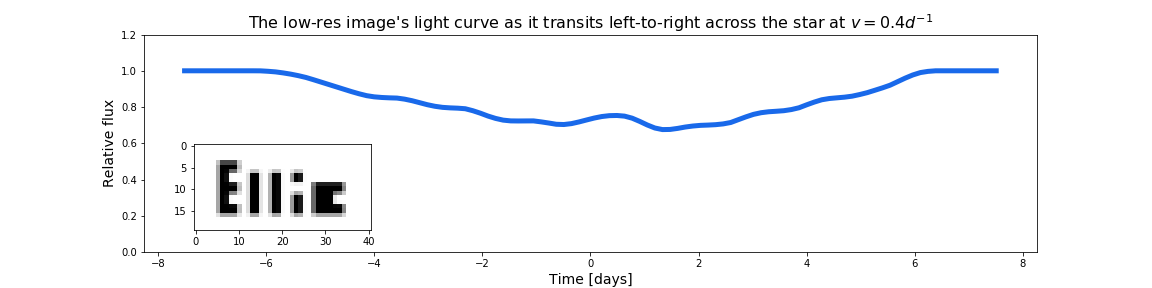 The low-res image's light curve as it transits left-to-right across the star at v = 0.4d⁻¹
1.2
1.0
0.8
0.6
0.4
0.2
0.0
Relative flux
0
5
10
15
Ellie
0 10 20 30 40
−8 −6 −4 −2 0 2 4 6 8
Time [days]